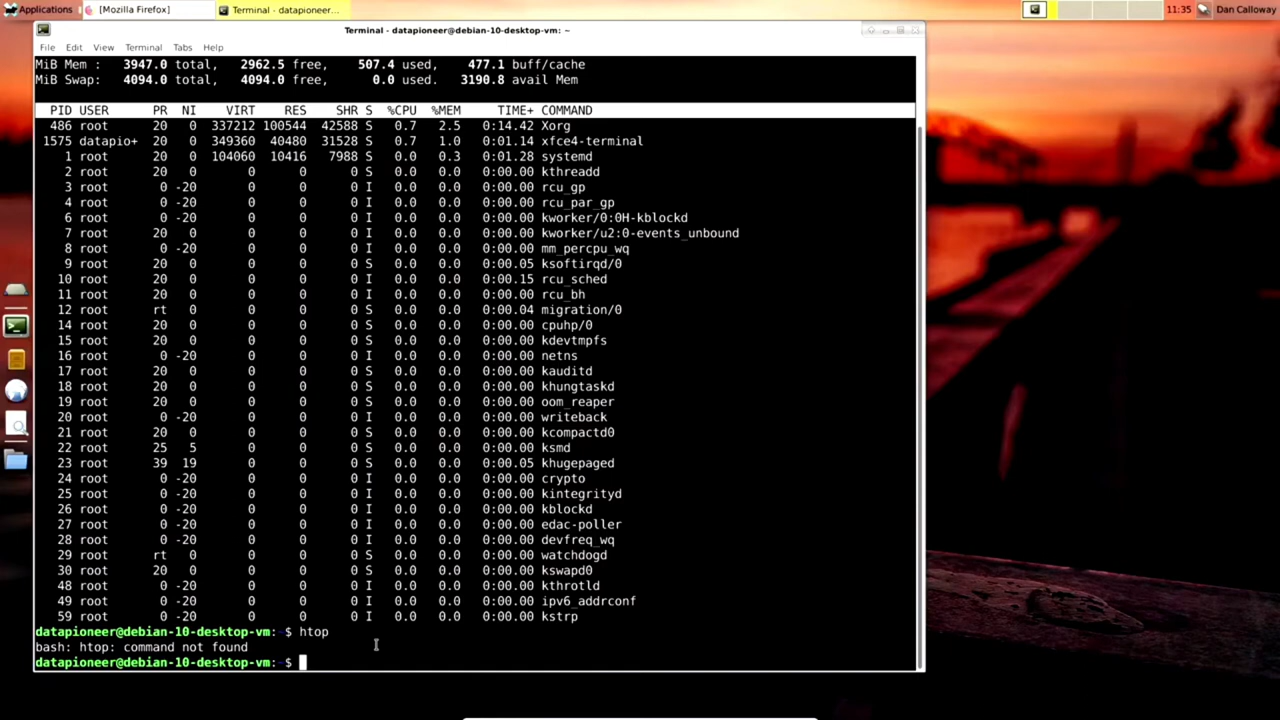 Applications [Mozilla Firefox] Terminal - datapioneer... 11:35 Dan Calloway
Terminal - datapioneer@debian-10-desktop-vm: ~
File Edit View Terminal Tabs Help
MiB Mem : 3947.0 total, 2962.5 free, 507.4 used, 477.1 buff/cache
MiB Swap: 4094.0 total, 4094.0 free, 0.0 used. 3190.8 avail Mem
PID USER PR NI VIRT RES SHR S %CPU %MEM TIME+ COMMAND
486 root 20 0 337212 100544 42588 S 0.7 2.5 0:14.42 Xorg
1575 datapio+ 20 0 349360 40480 31528 S 0.7 1.0 0:01.14 xfce4-terminal
1 root 20 0 104060 10416 7988 S 0.0 0.3 0:01.28 systemd
2 root 20 0 0 0 0 S 0.0 0.0 0:00.00 kthreadd
3 root 0 -20 0 0 0 I 0.0 0.0 0:00.00 rcu_gp
4 root 0 -20 0 0 0 I 0.0 0.0 0:00.00 rcu_par_gp
6 root 0 -20 0 0 0 I 0.0 0.0 0:00.00 kworker/0:0H-kblockd
7 root 20 0 0 0 0 I 0.0 0.0 0:00.00 kworker/u2:0-events_unbound
8 root 0 -20 0 0 0 I 0.0 0.0 0:00.00 mm_percpu_wq
9 root 20 0 0 0 0 S 0.0 0.0 0:00.05 ksoftirqd/0
10 root 20 0 0 0 0 I 0.0 0.0 0:00.15 rcu_sched
11 root 20 0 0 0 0 I 0.0 0.0 0:00.00 rcu_bh
12 root rt 0 0 0 0 S 0.0 0.0 0:00.04 migration/0
14 root 20 0 0 0 0 S 0.0 0.0 0:00.00 cpuhp/0
15 root 20 0 0 0 0 S 0.0 0.0 0:00.00 kdevtmpfs
16 root 0 -20 0 0 0 I 0.0 0.0 0:00.00 netns
17 root 20 0 0 0 0 S 0.0 0.0 0:00.00 kauditd
18 root 20 0 0 0 0 S 0.0 0.0 0:00.00 khungtaskd
19 root 20 0 0 0 0 S 0.0 0.0 0:00.00 oom_reaper
20 root 0 -20 0 0 0 I 0.0 0.0 0:00.00 writeback
21 root 20 0 0 0 0 S 0.0 0.0 0:00.00 kcompactd0
22 root 25 5 0 0 0 S 0.0 0.0 0:00.00 ksmd
23 root 39 19 0 0 0 S 0.0 0.0 0:00.05 khugepaged
24 root 0 -20 0 0 0 I 0.0 0.0 0:00.00 crypto
25 root 0 -20 0 0 0 I 0.0 0.0 0:00.00 kintegrityd
26 root 0 -20 0 0 0 I 0.0 0.0 0:00.00 kblockd
27 root 0 -20 0 0 0 I 0.0 0.0 0:00.00 edac-poller
28 root 0 -20 0 0 0 I 0.0 0.0 0:00.00 devfreq_wq
29 root rt 0 0 0 0 S 0.0 0.0 0:00.00 watchdogd
30 root 20 0 0 0 0 S 0.0 0.0 0:00.00 kswapd0
48 root 0 -20 0 0 0 I 0.0 0.0 0:00.00 kthrotld
49 root 0 -20 0 0 0 I 0.0 0.0 0:00.00 ipv6_addrconf
59 root 0 -20 0 0 0 I 0.0 0.0 0:00.00 kstrp
datapioneer@debian-10-desktop-vm:~$ htop
bash: htop: command not found
datapioneer@debian-10-desktop-vm:~$